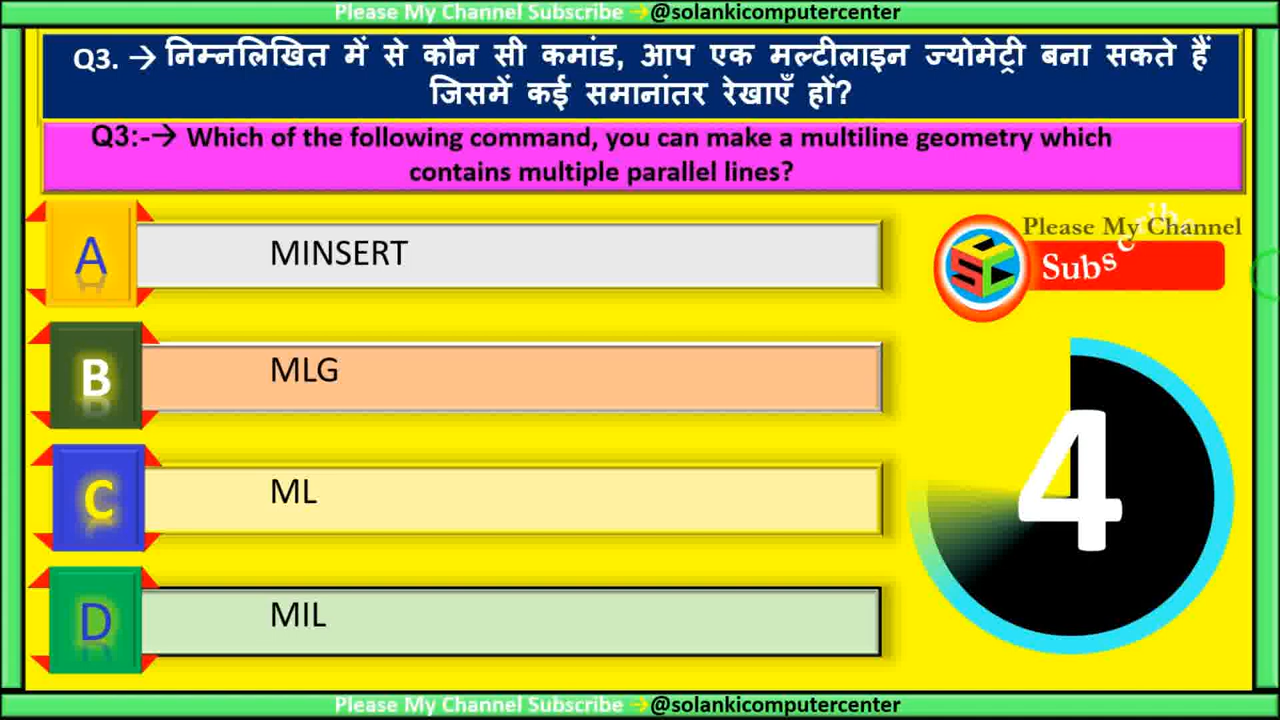 Please My Channel Subscribe →@solankicomputercenter
Q3. → निम्नलिखित में से कौन सी कमांड, आप एक मल्टीलाइन ज्योमेट्री बना सकते हैं
जिसमें कई समानांतर रेखाएँ हों?
Q3:-→ Which of the following command, you can make a multiline geometry which
contains multiple parallel lines?
A MINSERT
Please My Channel
Subscribe
SCC
B MLG
4
C ML
D MIL
Please My Channel Subscribe →@solankicomputercenter